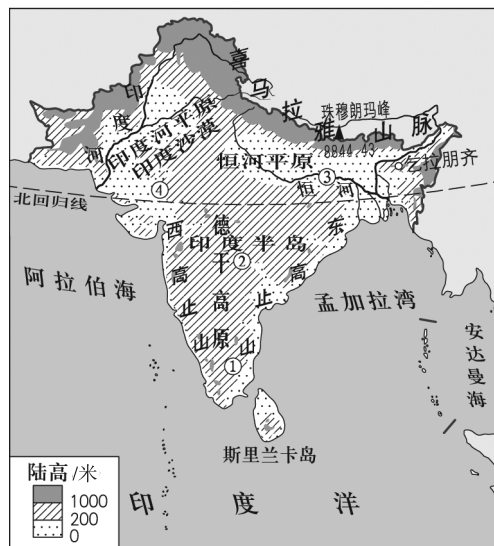 喜马拉雅山脉
珠穆朗玛峰
8844.43
印度河
印度河平原
印度沙漠
恒河平原
乞拉朋齐
③
恒河
④
北回归线
西高止山
德干高原
东高止山
印度半岛
②
①
阿拉伯海
孟加拉湾
安达曼海
斯里兰卡岛
印度洋
陆高/米
1000
200
0